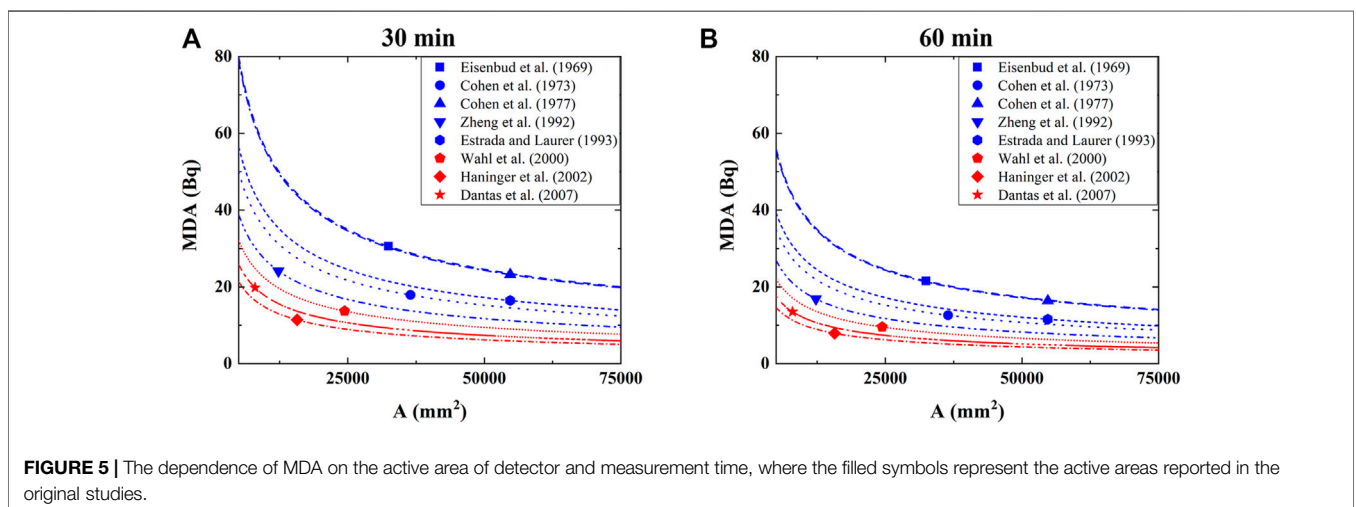 A
30 min
80
60
40
20
0
MDA (Bq)
25000
50000
75000
A (mm²)
Eisenbud et al. (1969)
Cohen et al. (1973)
Cohen et al. (1977)
Zheng et al. (1992)
Estrada and Laurer (1993)
Wahl et al. (2000)
Haninger et al. (2002)
Dantas et al. (2007)
B
60 min
80
60
40
20
0
MDA (Bq)
25000
50000
75000
A (mm²)
Eisenbud et al. (1969)
Cohen et al. (1973)
Cohen et al. (1977)
Zheng et al. (1992)
Estrada and Laurer (1993)
Wahl et al. (2000)
Haninger et al. (2002)
Dantas et al. (2007)
FIGURE 5 | The dependence of MDA on the active area of detector and measurement time, where the filled symbols represent the active areas reported in the
original studies.